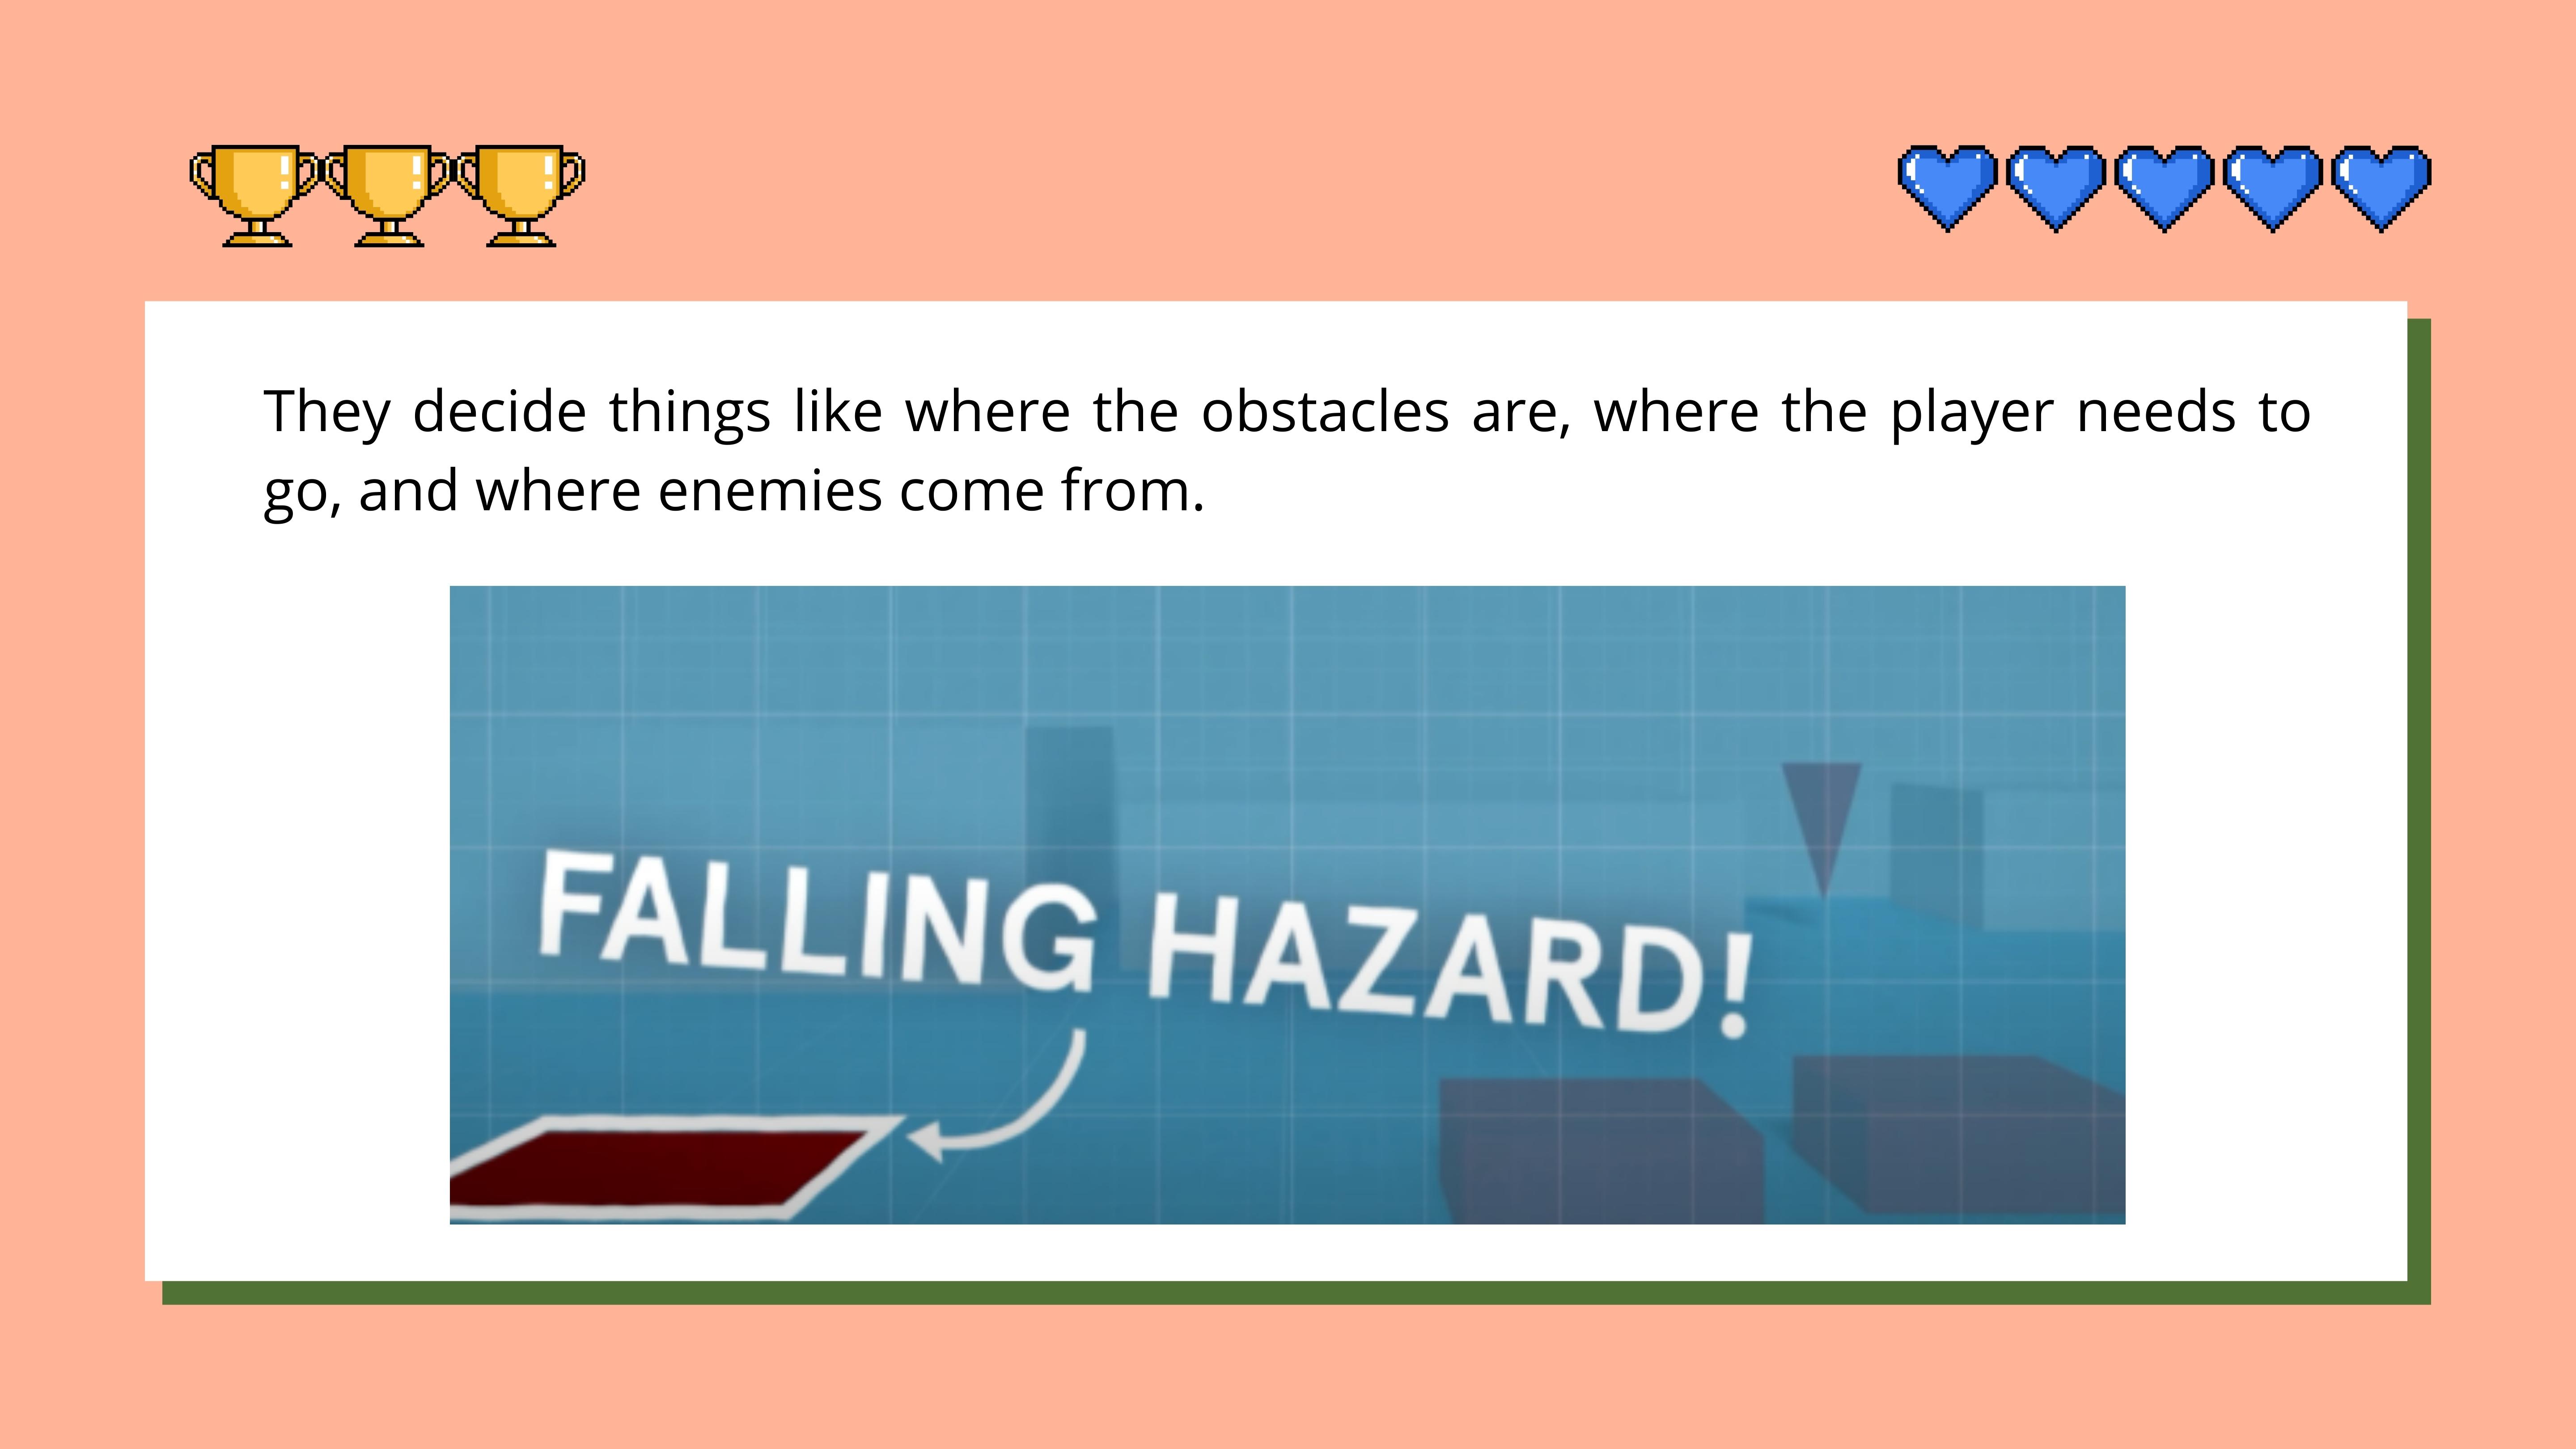 They decide things like where the obstacles are, where the player needs to
go, and where enemies come from.
FALLING HAZARD!